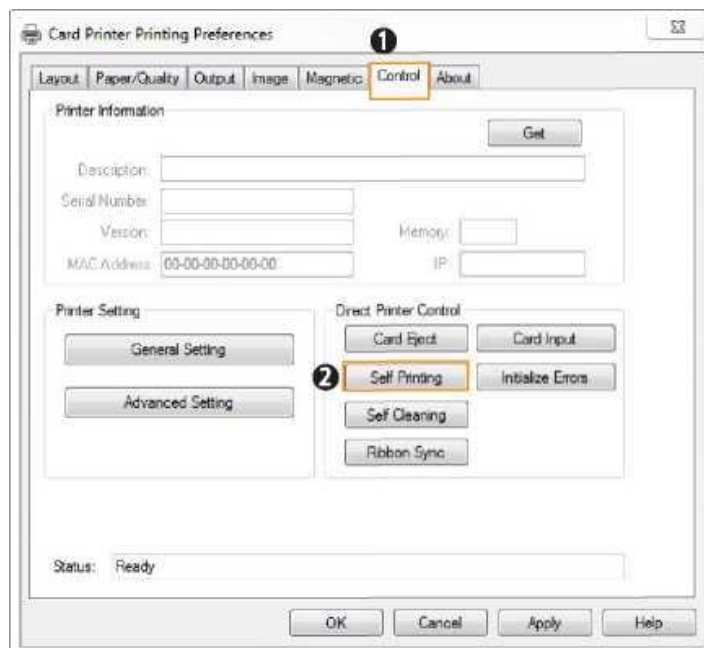 Card Printer Printing Preferences
1
Layout Paper/Quality Output Image Magnetic Control About
Printer Information
Get
Description:
Serial Number:
Version: Memory:
MAC Address: 00-00-00-00-00-00 IP:
Printer Setting
General Setting
Advanced Setting
Direct Printer Control
Card Eject Card Input
2 Self Printing Initialize Errors
Self Cleaning
Ribbon Sync
Status: Ready
OK Cancel Apply Help